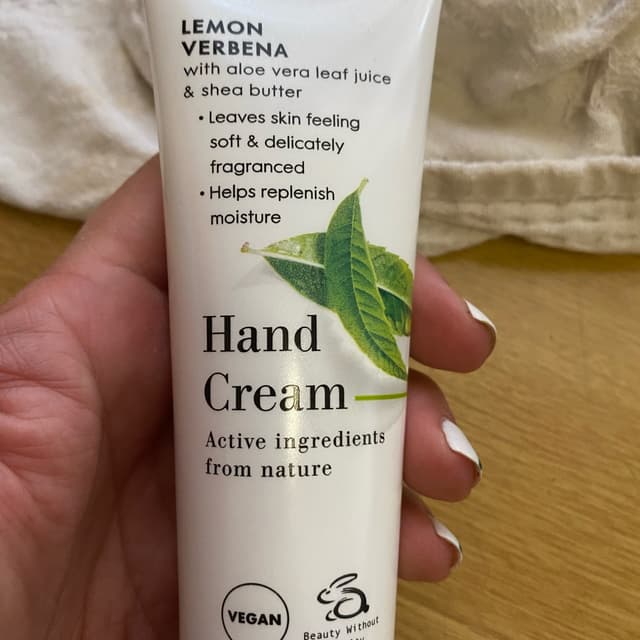 LEMON
VERBENA
with aloe vera leaf juice
& shea butter
• Leaves skin feeling
soft & delicately
fragranced
• Helps replenish
moisture
Hand
Cream
Active ingredients
from nature
VEGAN
Beauty Without